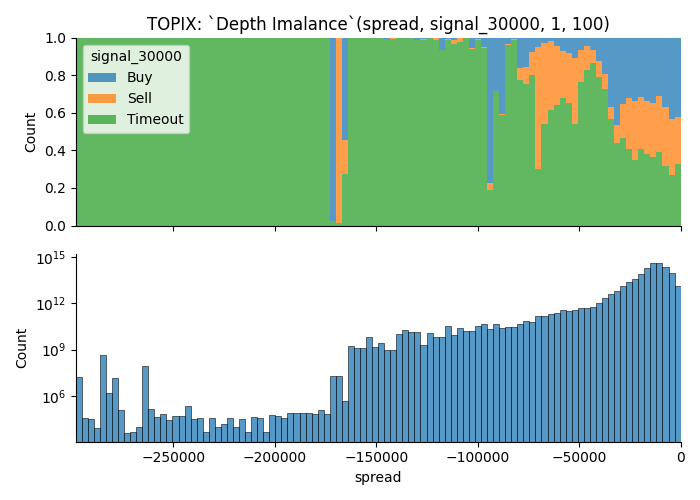 TOPIX: `Depth Imalance`(spread, signal_30000, 1, 100)
1.0
0.8
0.6
0.4
0.2
0.0
Count
signal_30000
Buy
Sell
Timeout
10^15
10^12
10^9
10^6
Count
−250000 −200000 −150000 −100000 −50000 0
spread